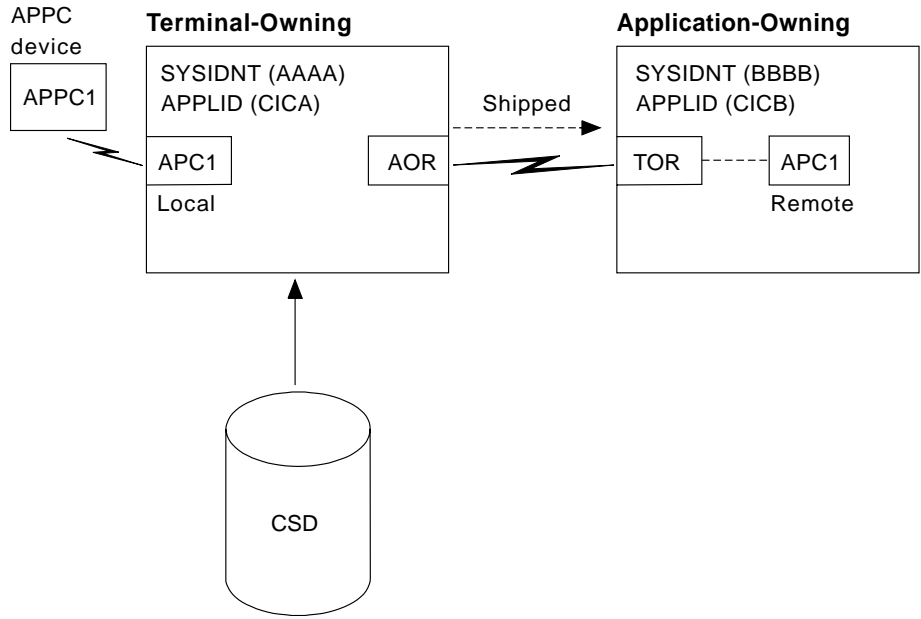 APPC
device
APPC1
Terminal-Owning
SYSIDNT (AAAA)
APPLID (CICA)
APC1
Local
AOR
Shipped
Application-Owning
SYSIDNT (BBBB)
APPLID (CICB)
TOR
APC1
Remote
CSD